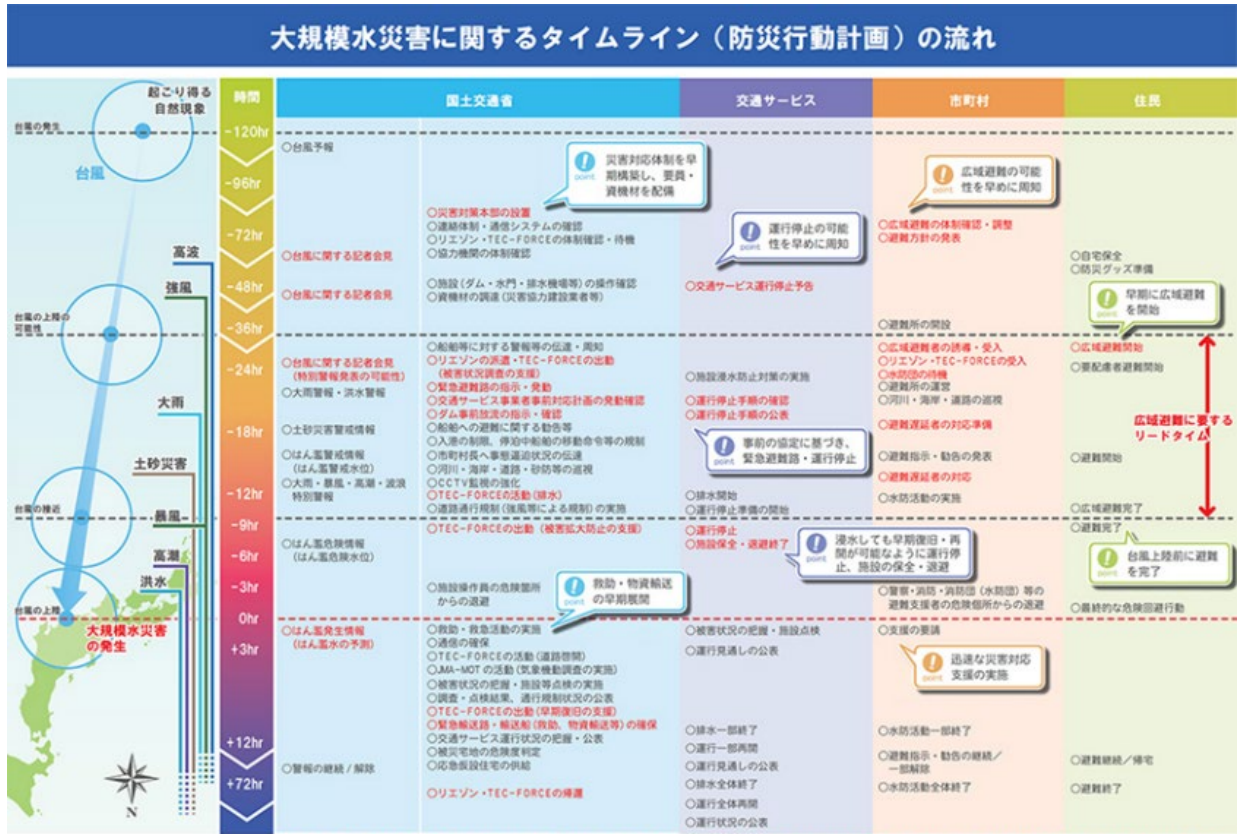 大規模水災害に関するタイムライン（防災行動計画）の流れ
起こり得る
自然現象
台風の発生
台風
高波
強風
台風の上陸の
可能性
大雨
土砂災害
台風の接近
暴風
高潮
洪水
台風の上陸
大規模水災害
の発生
N
時間
-120hr
-96hr
-72hr
-48hr
-36hr
-24hr
-18hr
-12hr
-9hr
-6hr
-3hr
0hr
+3hr
+12hr
+72hr
国土交通省
○台風予報
○台風に関する記者会見
○台風に関する記者会見
○台風に関する記者会見
（特別警報発表の可能性）
○大雨警報・洪水警報
○土砂災害警戒情報
○はん濫警戒情報
（はん濫警戒水位）
○大雨・暴風・高潮・波浪
特別警報
○はん濫危険情報
（はん濫危険水位）
○はん濫発生情報
（はん濫水の予測）
○警報の継続/解除
! point
災害対応体制を早
期構築し、要員・
資機材を配備
○災害対策本部の設置
○連絡体制・通信システムの確認
○リエゾン・TEC-FORCEの体制確認・待機
○協力機関の体制確認
○施設（ダム・水門・排水機場等）の操作確認
○資機材の調達（災害協力建設業者等）
○船舶等に対する警報等の伝達・周知
○リエゾンの派遣・TEC-FORCEの出動
（被害状況調査の支援）
○緊急避難路の指示・発動
○交通サービス事業者事前対応計画の発動確認
○ダム事前放流の指示・確認
○船舶への避難に関する勧告等
○入港の制限、停泊中船舶の移動命令等の規制
○市町村長へ事態逼迫状況の伝達
○河川・海岸・道路・砂防等の巡視
○CCTV監視の強化
○TEC-FORCEの活動（排水）
○道路通行規制（強風等による規制）の実施
○TEC-FORCEの出動（被害拡大防止の支援）
○施設操作員の危険箇所
からの退避
! point
救助・物資輸送
の早期展開
○救助・救急活動の実施
○通信の確保
○TEC-FORCEの活動（道路啓開）
○JMA-MOTの活動（気象機動調査の実施）
○被害状況の把握・施設等点検の実施
○調査・点検結果、通行規制状況の公表
○TEC-FORCEの出動（早期復旧の支援）
○緊急輸送路・輸送船（救助、物資輸送等）の確保
○交通サービス運行状況の把握・公表
○被災宅地の危険度判定
○応急仮設住宅の供給
○リエゾン・TEC-FORCEの帰還
交通サービス
! point
運行停止の可能
性を早めに周知
○交通サービス運行停止予告
○施設浸水防止対策の実施
○運行停止手順の確認
○運行停止手順の公表
! point
事前の協定に基づき、
緊急避難路・運行停止
○排水開始
○運行停止準備の開始
○運行停止
○施設保全・退避終了
! point
浸水しても早期復旧・再
開が可能なように運行停
止、施設の保全・退避
○被害状況の把握・施設点検
○運行見通しの公表
○排水一部終了
○運行一部再開
○運行見通しの公表
○排水全体終了
○運行全体再開
○運行状況の公表
市町村
! point
広域避難の可能
性を早めに周知
○広域避難の体制確認・調整
○避難方針の発表
○避難所の開設
○広域避難者の誘導・受入
○リエゾン・TEC-FORCEの受入
○水防団の待機
○避難所の運営
○河川・海岸・道路の巡視
○避難遅延者の対応準備
○避難指示・勧告の発表
○避難遅延者の対応
○水防活動の実施
○警察・消防・消防団（水防団）等の
避難支援者の危険個所からの退避
○支援の要請
! point
迅速な災害対応
支援の実施
○水防活動一部終了
○避難指示・勧告の継続/
一部解除
○水防活動全体終了
住民
○自宅保全
○防災グッズ準備
! point
早期に広域避難
を開始
○広域避難開始
○要配慮者避難開始
広域避難に要する
リードタイム
○避難開始
○広域避難完了
○避難完了
! point
台風上陸前に避難
を完了
○最終的な危険回避行動
○避難継続/帰宅
○避難終了